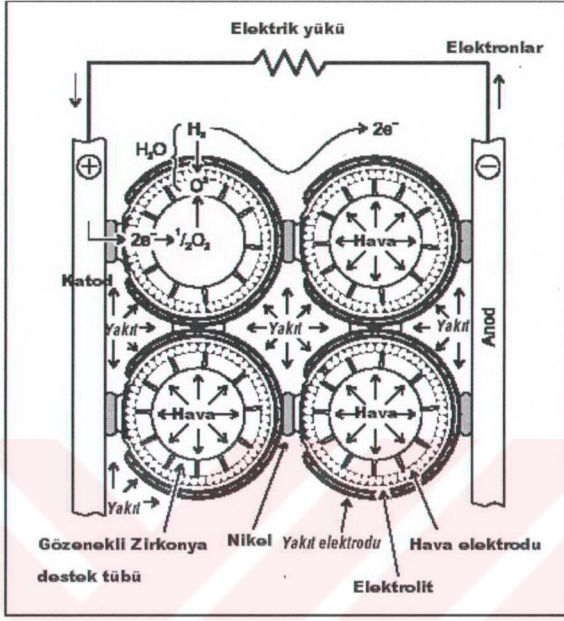 Elektrik yükü
Elektronlar
H₂
2e⁻
H₂O
+
−
O²⁻
2e⁻ → 1/2O₂
Hava
Katod
Yakıt
Yakıt
Yakıt
Anod
Hava
Hava
Yakıt
Gözenekli Zirkonya
destek tübü
Nikel
Yakıt elektrodu
Hava elektrodu
Elektrolit